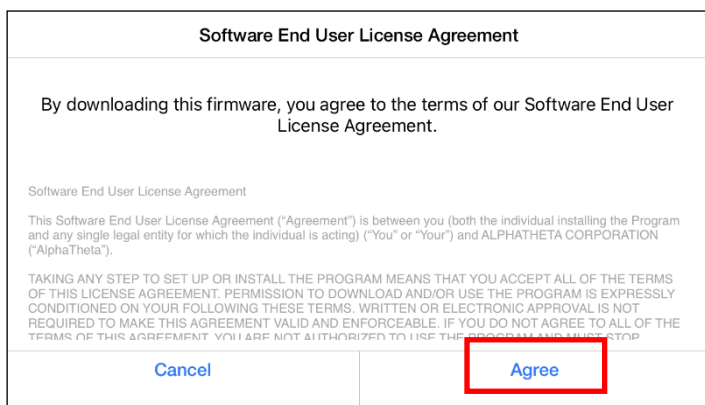 Software End User License Agreement
By downloading this firmware, you agree to the terms of our Software End User
License Agreement.
Software End User License Agreement
This Software End User License Agreement (“Agreement”) is between you (both the individual installing the Program
and any single legal entity for which the individual is acting) (“You” or “Your”) and ALPHATHETA CORPORATION
(“AlphaTheta”).
TAKING ANY STEP TO SET UP OR INSTALL THE PROGRAM MEANS THAT YOU ACCEPT ALL OF THE TERMS
OF THIS LICENSE AGREEMENT. PERMISSION TO DOWNLOAD AND/OR USE THE PROGRAM IS EXPRESSLY
CONDITIONED ON YOUR FOLLOWING THESE TERMS. WRITTEN OR ELECTRONIC APPROVAL IS NOT
REQUIRED TO MAKE THIS AGREEMENT VALID AND ENFORCEABLE. IF YOU DO NOT AGREE TO ALL OF THE
TERMS OF THIS AGREEMENT, YOU ARE NOT AUTHORIZED TO USE THE PROGRAM AND MUST STOP
Cancel Agree